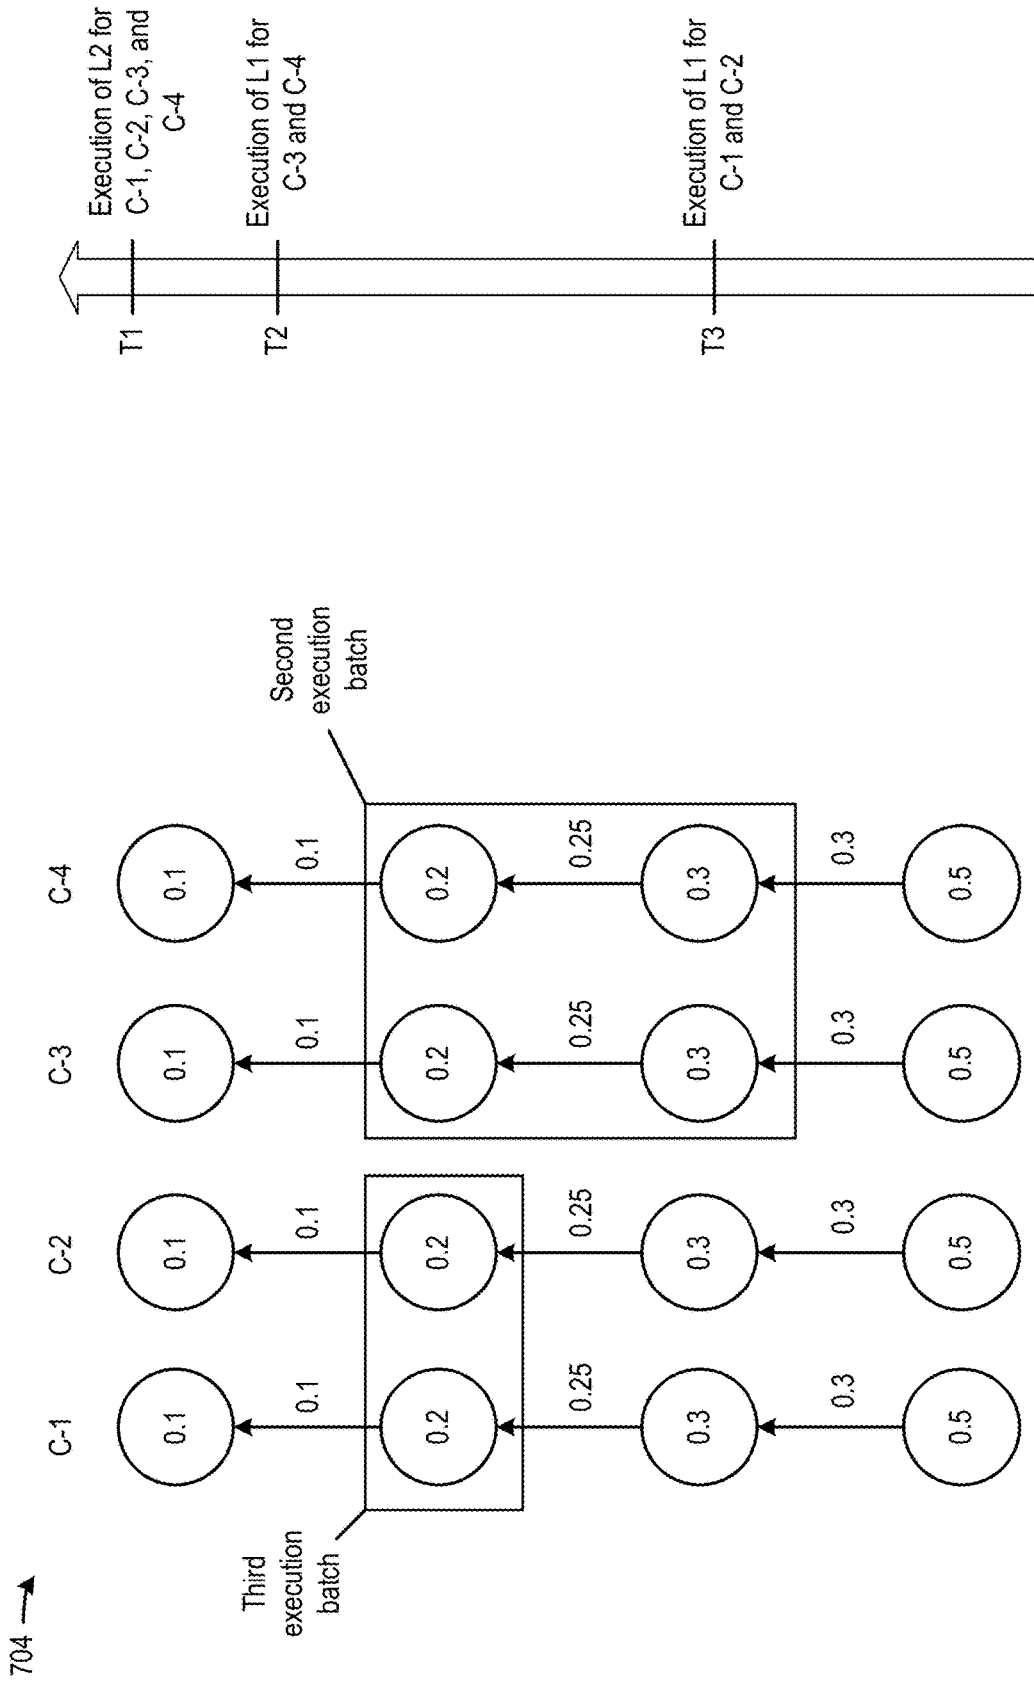 704
C-1
C-2
C-3
C-4
0.1
0.1
0.1
0.1
0.1
0.1
0.1
0.1
Third
execution
batch
Second
execution
batch
0.2
0.2
0.2
0.2
0.25
0.25
0.25
0.25
0.3
0.3
0.3
0.3
0.3
0.3
0.3
0.3
0.5
0.5
0.5
0.5
T1
Execution of L2 for
C-1, C-2, C-3, and
C-4
T2
Execution of L1 for
C-3 and C-4
T3
Execution of L1 for
C-1 and C-2